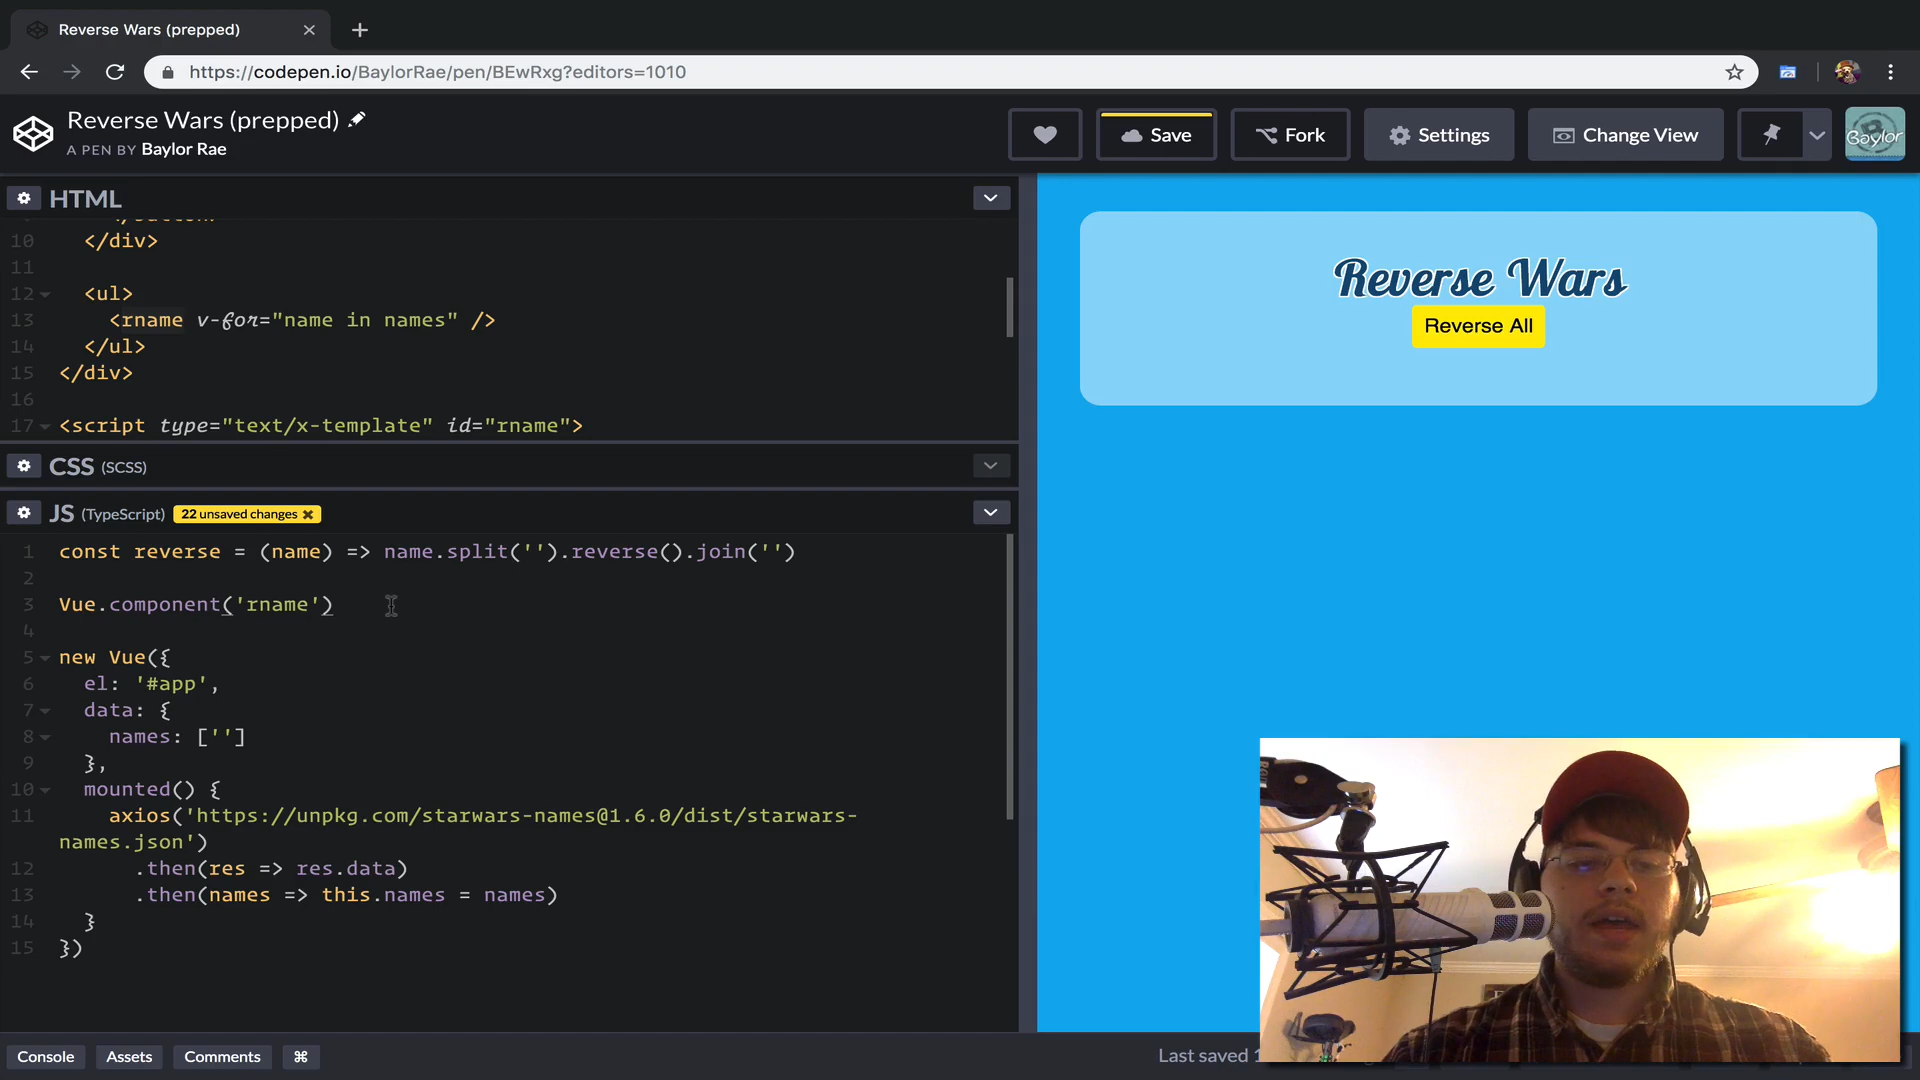 Reverse Wars (prepped)
https://codepen.io/BaylorRae/pen/BEwRxg?editors=1010
Reverse Wars (prepped)
A PEN BY Baylor Rae
Save
Fork
Settings
Change View
Baylor
HTML
10 </div>
11
12 <ul>
13 <rname v-for="name in names" />
14 </ul>
15 </div>
16
17 <script type="text/x-template" id="rname">
CSS (SCSS)
JS (TypeScript) 22 unsaved changes ×
1 const reverse = (name) => name.split('').reverse().join('')
2
3 Vue.component('rname')
4
5 new Vue({
6 el: '#app',
7 data: {
8 names: ['']
9 },
10 mounted() {
11 axios('https://unpkg.com/starwars-names@1.6.0/dist/starwars-
names.json')
12 .then(res => res.data)
13 .then(names => this.names = names)
14 }
15 })
Reverse Wars
Reverse All
Console
Assets
Comments
⌘
Last saved